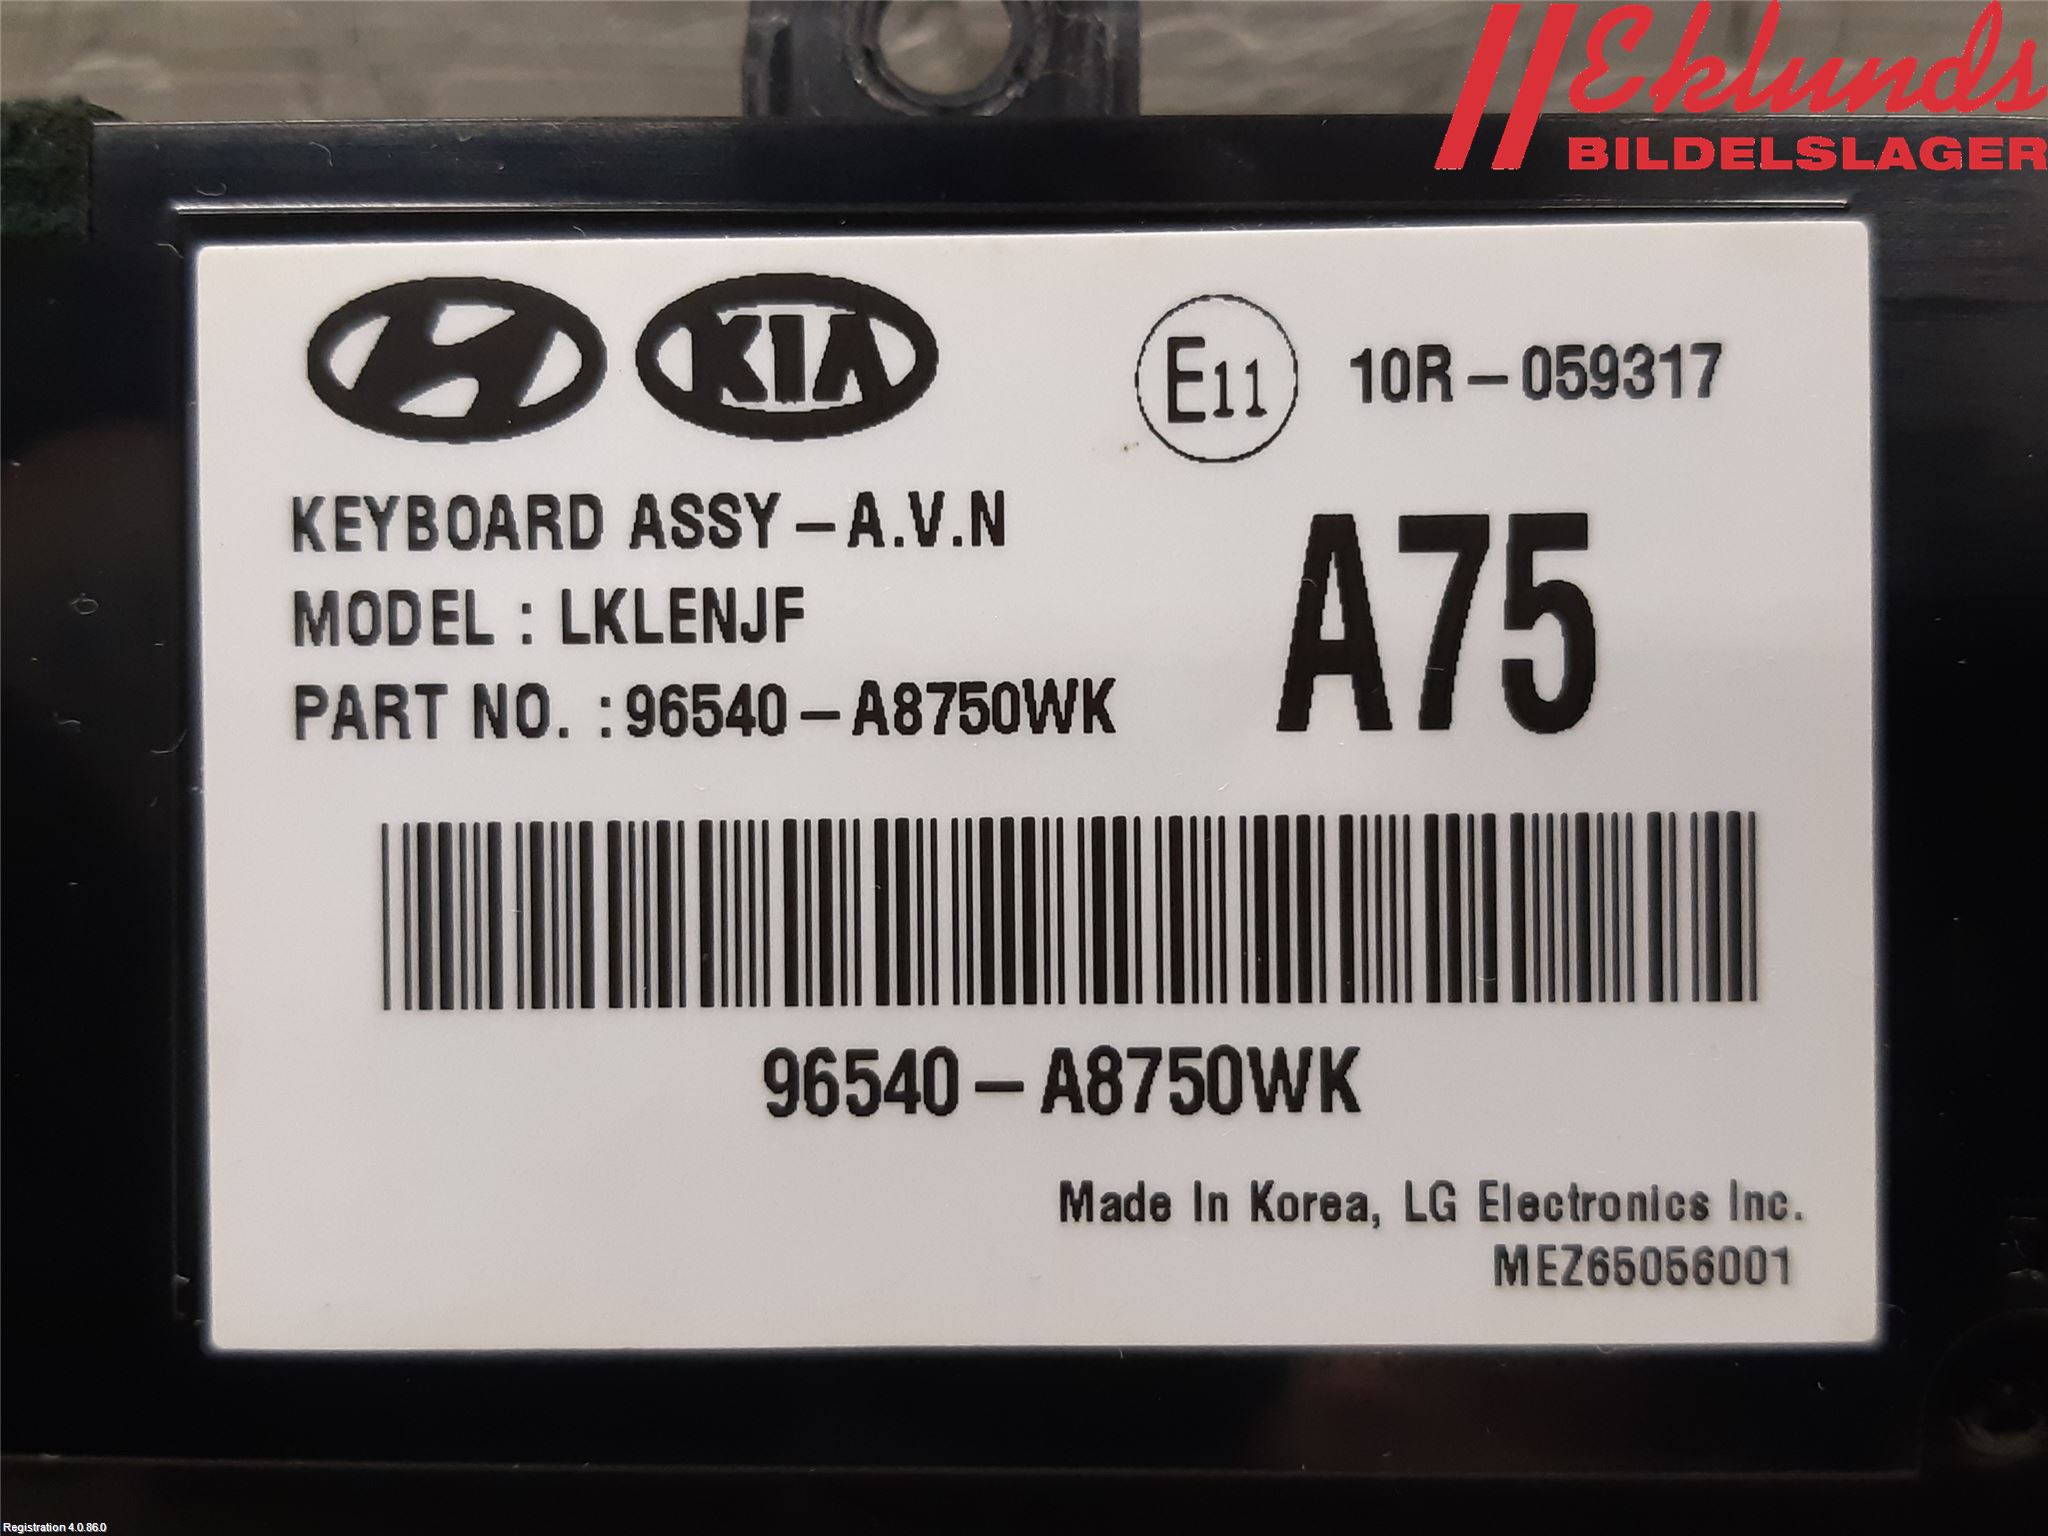 Eklunds
BILDELSLAGER
KIA
E11 10R-059317
KEYBOARD ASSY-A.V.N
MODEL : LKLENJF
PART NO. :96540-A8750WK
A75
96540-A8750WK
Made In Korea, LG Electronics Inc.
MEZ65056001
Registration 4.0.86.0